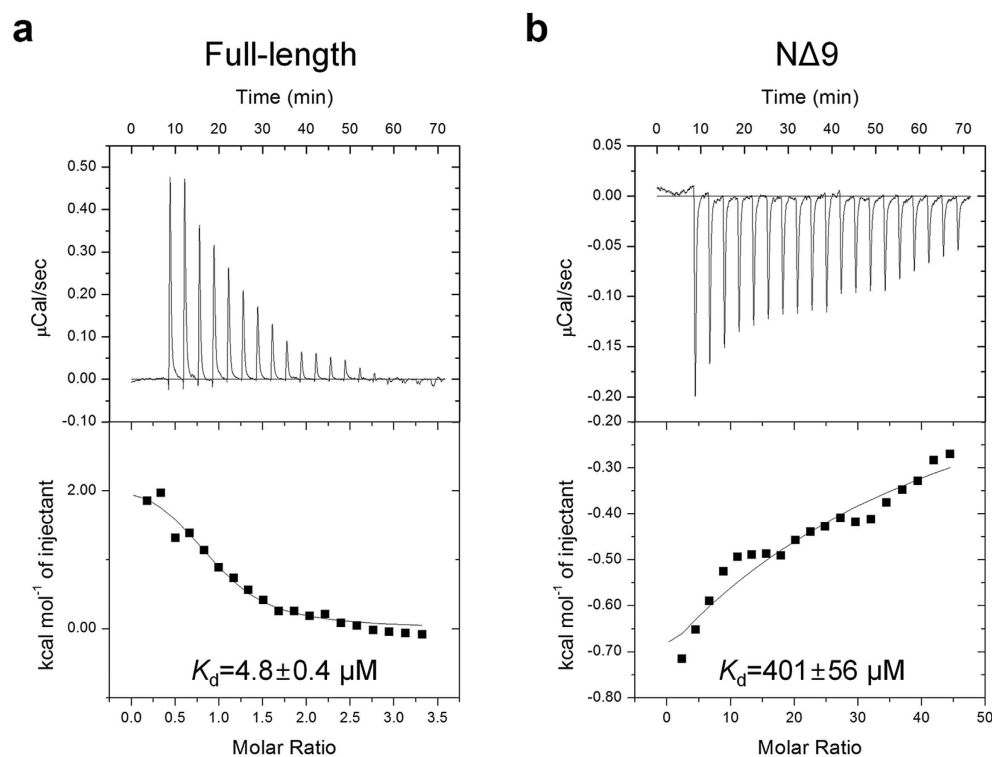 a
Full-length
Time (min)
0 10 20 30 40 50 60 70
0.50
0.40
0.30
0.20
0.10
0.00
-0.10
μCal/sec
2.00
0.00
kcal mol⁻¹ of injectant
Kd=4.8±0.4 μM
0.0 0.5 1.0 1.5 2.0 2.5 3.0 3.5
Molar Ratio
b
NΔ9
Time (min)
0 10 20 30 40 50 60 70
0.05
0.00
-0.05
-0.10
-0.15
-0.20
-0.20
μCal/sec
-0.30
-0.40
-0.50
-0.60
-0.70
-0.80
kcal mol⁻¹ of injectant
Kd=401±56 μM
0 10 20 30 40 50
Molar Ratio